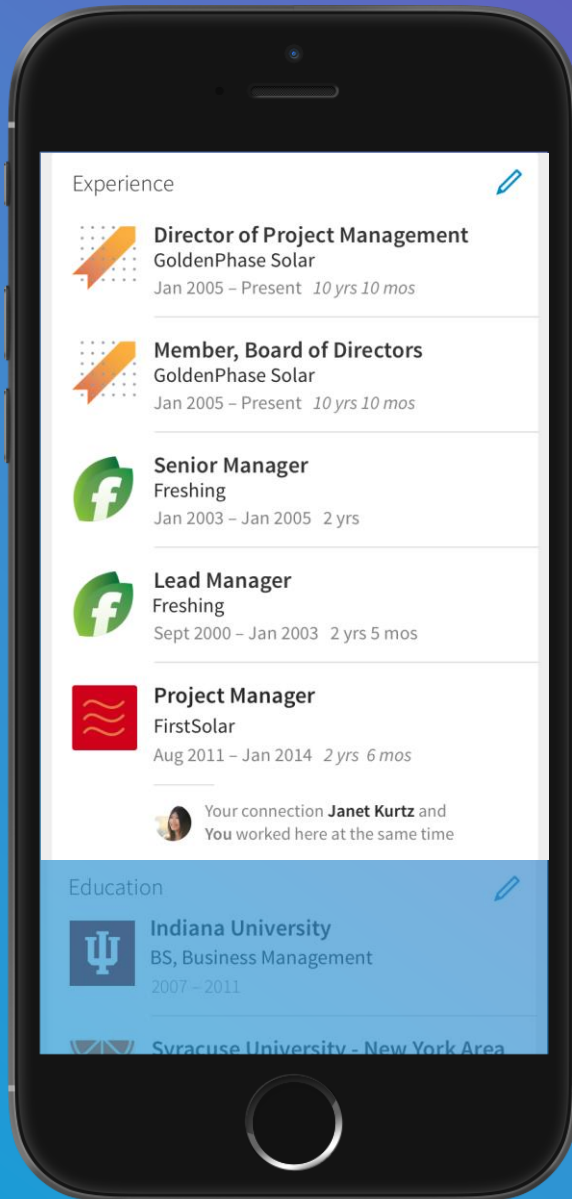 Experience
Director of Project Management
GoldenPhase Solar
Jan 2005 – Present 10 yrs 10 mos
Member, Board of Directors
GoldenPhase Solar
Jan 2005 – Present 10 yrs 10 mos
f
Senior Manager
Freshing
Jan 2003 – Jan 2005 2 yrs
f
Lead Manager
Freshing
Sept 2000 – Jan 2003 2 yrs 5 mos
Project Manager
FirstSolar
Aug 2011 – Jan 2014 2 yrs 6 mos
Your connection Janet Kurtz and
You worked here at the same time
Education
Indiana University
BS, Business Management
2007 – 2011
Syracuse University - New York Area